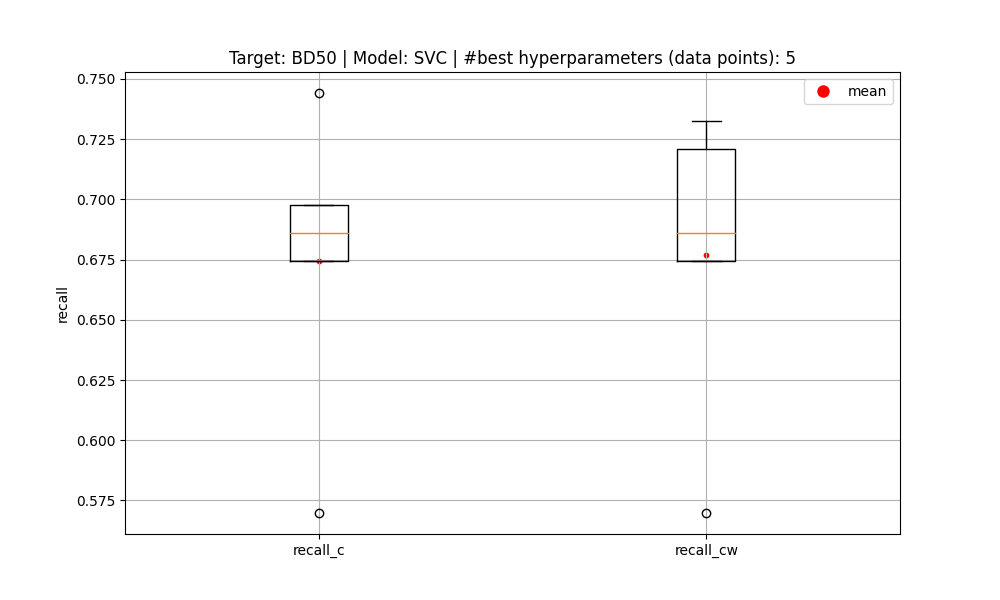 Target: BD50 | Model: SVC | #best hyperparameters (data points): 5
mean
0.750
0.725
0.700
0.675
0.650
0.625
0.600
0.575
recall
recall_c
recall_cw